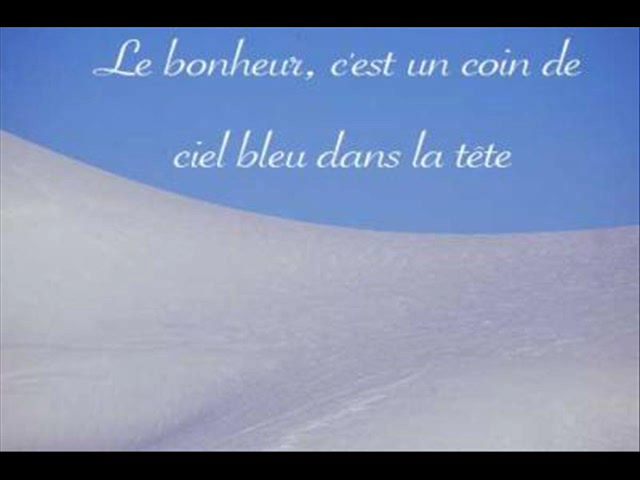 Le bonheur, c'est un coin de
ciel bleu dans la tête